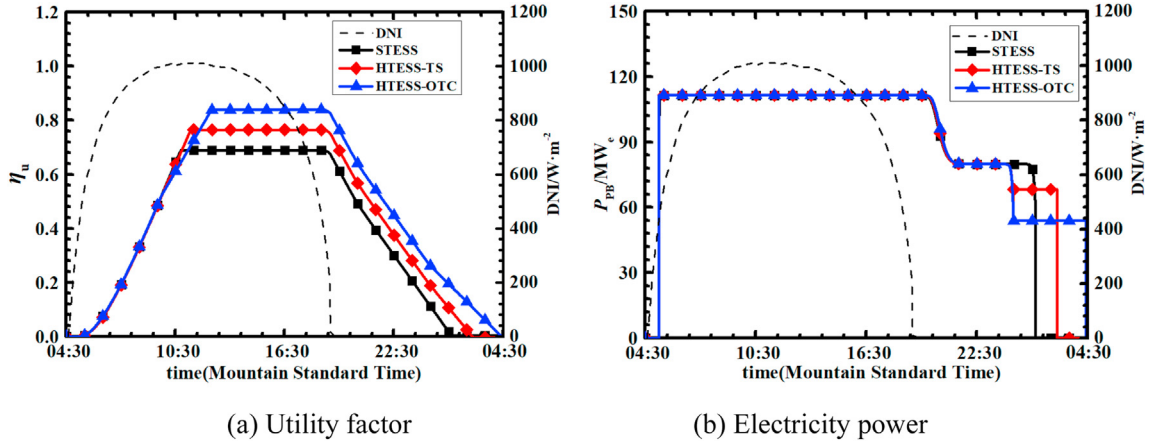 1.2
1.0
0.8
0.6
0.4
0.2
0.0
η_u
1200
1000
800
600
400
200
0
DNI/W·m⁻²
DNI
STESS
HTESS-TS
HTESS-OTC
04:30 10:30 16:30 22:30 04:30
time(Mountain Standard Time)
(a) Utility factor
150
120
90
60
30
0
P_PB/MW_e
1200
1000
800
600
400
200
0
DNI/W·m⁻²
DNI
STESS
HTESS-TS
HTESS-OTC
04:30 10:30 16:30 22:30 04:30
time(Mountain Standard Time)
(b) Electricity power